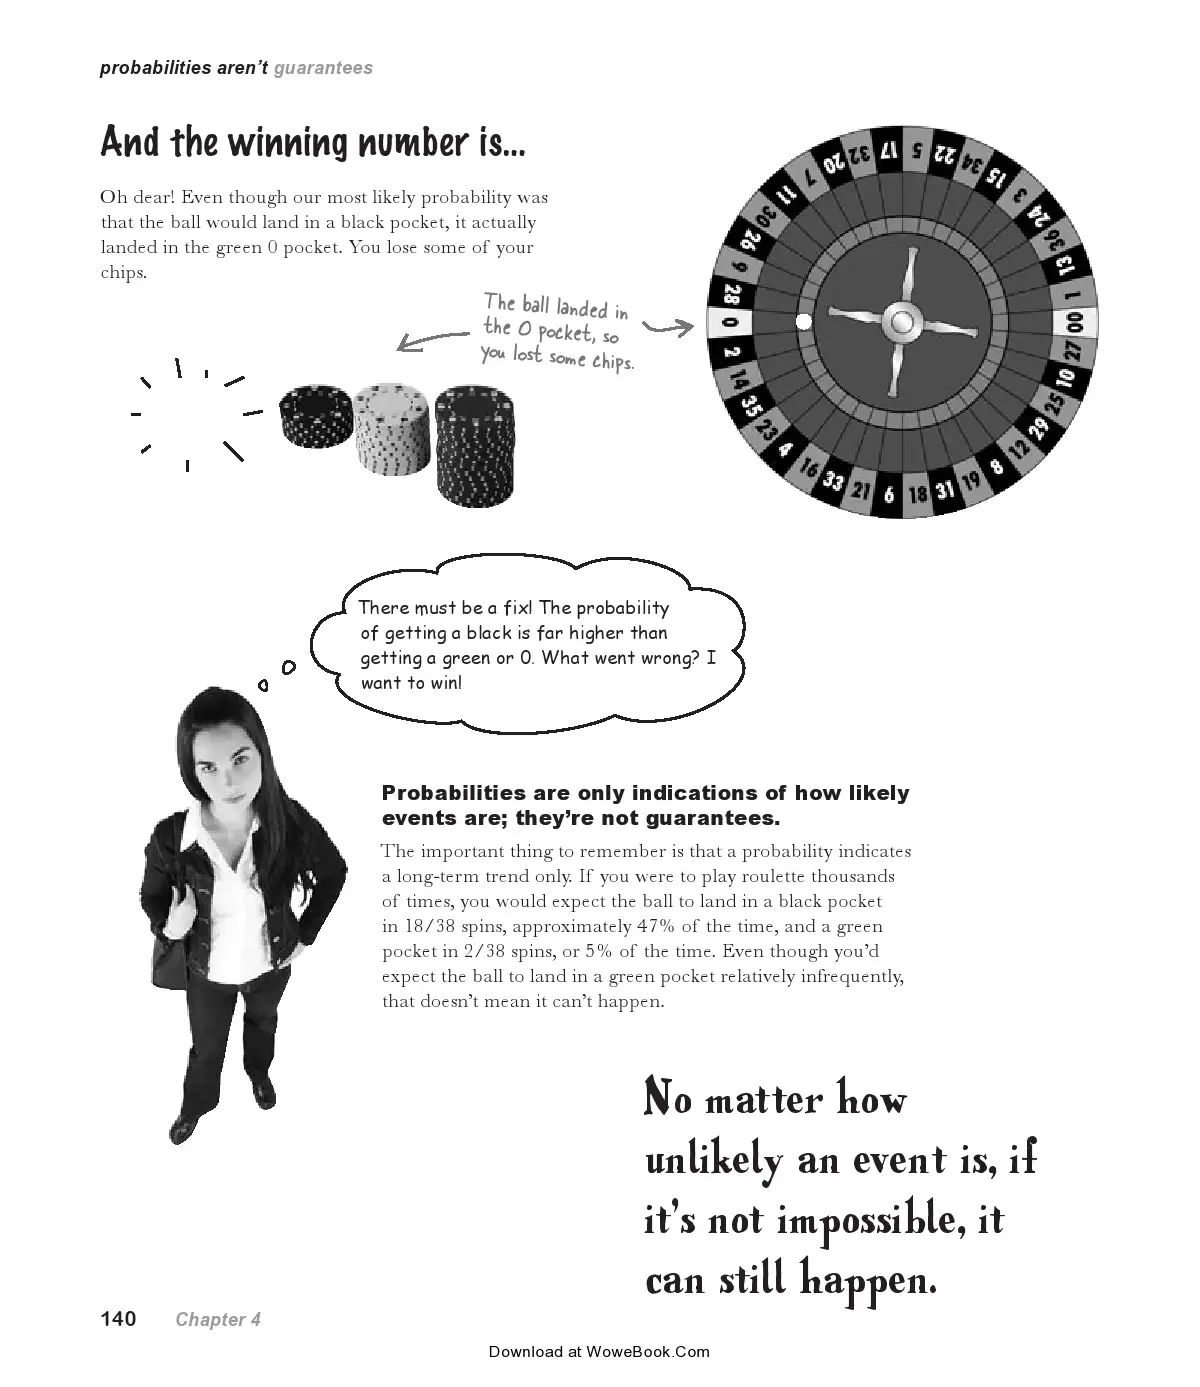 probabilities aren't guarantees
And the winning number is...
Oh dear! Even though our most likely probability was
that the ball would land in a black pocket, it actually
landed in the green 0 pocket. You lose some of your
chips.
The ball landed in
the 0 pocket, so
you lost some chips.
5 22 34 15 3 24 36 13 1 00 27 10 25 29 12 8 19 31 18 6 21 33 16 4 23 35 14 2 0 28 9 26 30 11 7 20 32 17
There must be a fix! The probability
of getting a black is far higher than
getting a green or 0. What went wrong? I
want to win!
Probabilities are only indications of how likely
events are; they're not guarantees.
The important thing to remember is that a probability indicates
a long-term trend only. If you were to play roulette thousands
of times, you would expect the ball to land in a black pocket
in 18/38 spins, approximately 47% of the time, and a green
pocket in 2/38 spins, or 5% of the time. Even though you'd
expect the ball to land in a green pocket relatively infrequently,
that doesn't mean it can't happen.
No matter how
unlikely an event is, if
it's not impossible, it
can still happen.
140 Chapter 4
Download at WoweBook.Com